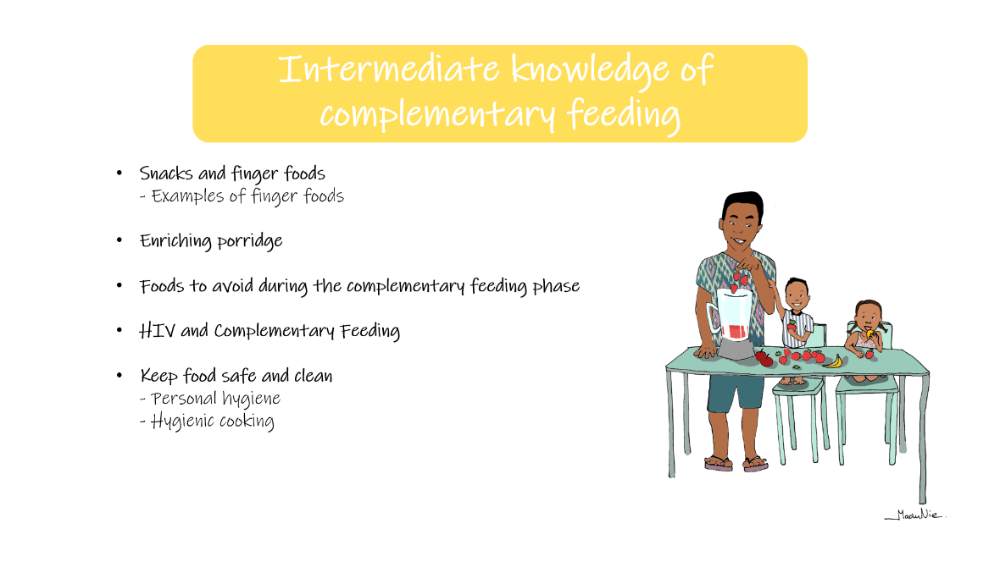 Intermediate knowledge of
complementary feeding
• Snacks and finger foods
- Examples of finger foods
• Enriching porridge
• Foods to avoid during the complementary feeding phase
• HIV and Complementary Feeding
• Keep food safe and clean
- Personal hygiene
- Hygienic cooking
MaduNie.